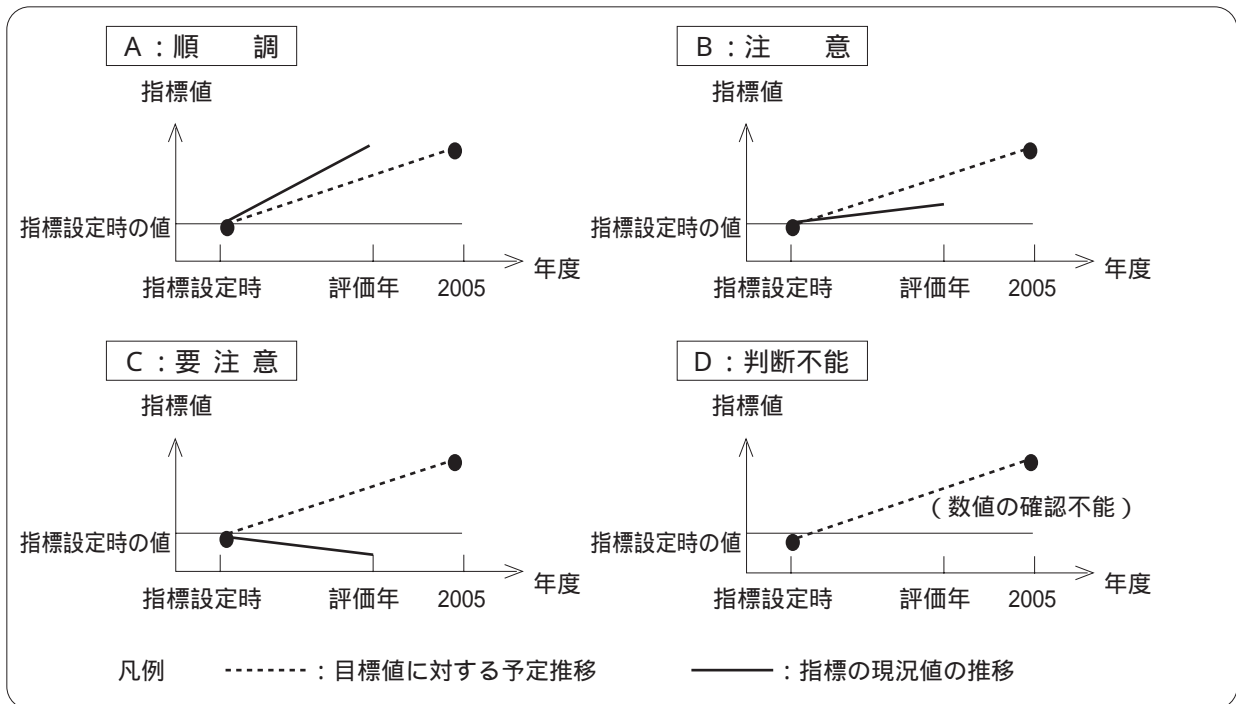 A：順　調
指標値
指標設定時の値
指標設定時
評価年
2005
年度
B：注　意
指標値
指標設定時の値
指標設定時
評価年
2005
年度
C：要 注 意
指標値
指標設定時の値
指標設定時
評価年
2005
年度
D：判断不能
指標値
（数値の確認不能）
指標設定時の値
指標設定時
評価年
2005
年度
凡例
：目標値に対する予定推移
：指標の現況値の推移